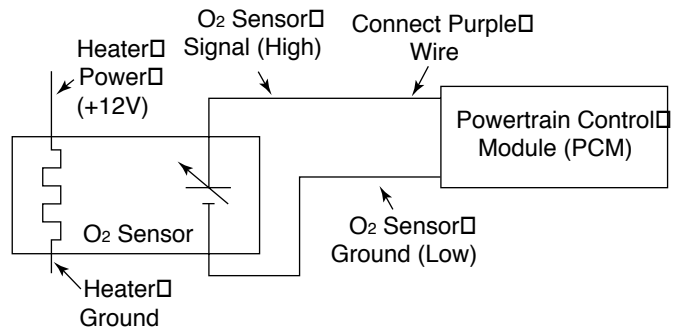 O₂ Sensor□
Signal (High)
Connect Purple□
Wire
Heater□
Power□
(+12V)
Powertrain Control□
Module (PCM)
O₂ Sensor
O₂ Sensor□
Ground (Low)
Heater□
Ground